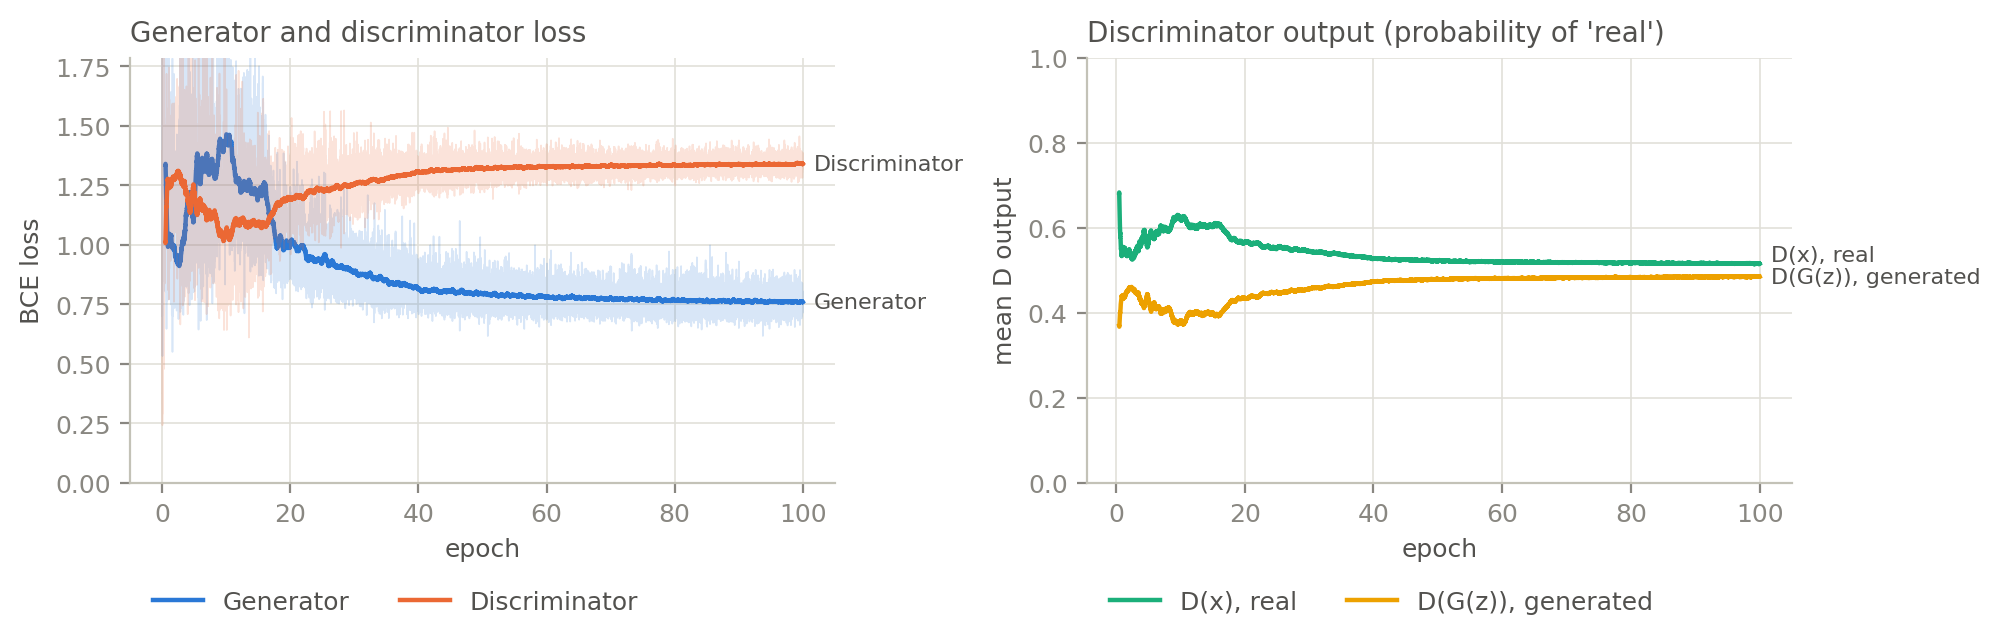 Generator and discriminator loss
BCE loss
1.75
1.50
1.25
1.00
0.75
0.50
0.25
0.00
0 20 40 60 80 100
epoch
Discriminator
Generator
Generator Discriminator
Discriminator output (probability of 'real')
mean D output
1.0
0.8
0.6
0.4
0.2
0.0
0 20 40 60 80 100
epoch
D(x), real
D(G(z)), generated
D(x), real D(G(z)), generated